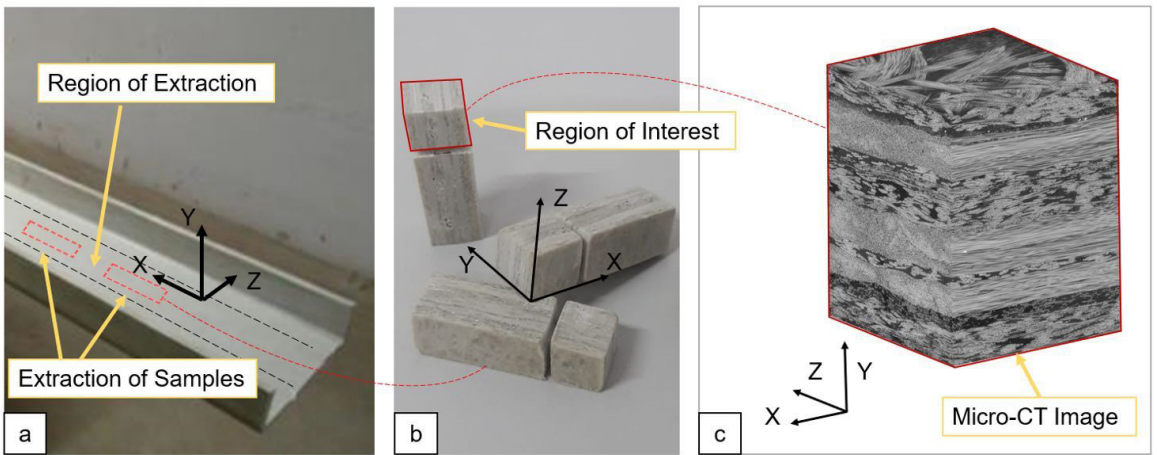 Region of Extraction
Y
X
Z
Extraction of Samples
a
Region of Interest
Z
Y
X
b
Z
Y
X
Micro-CT Image
c